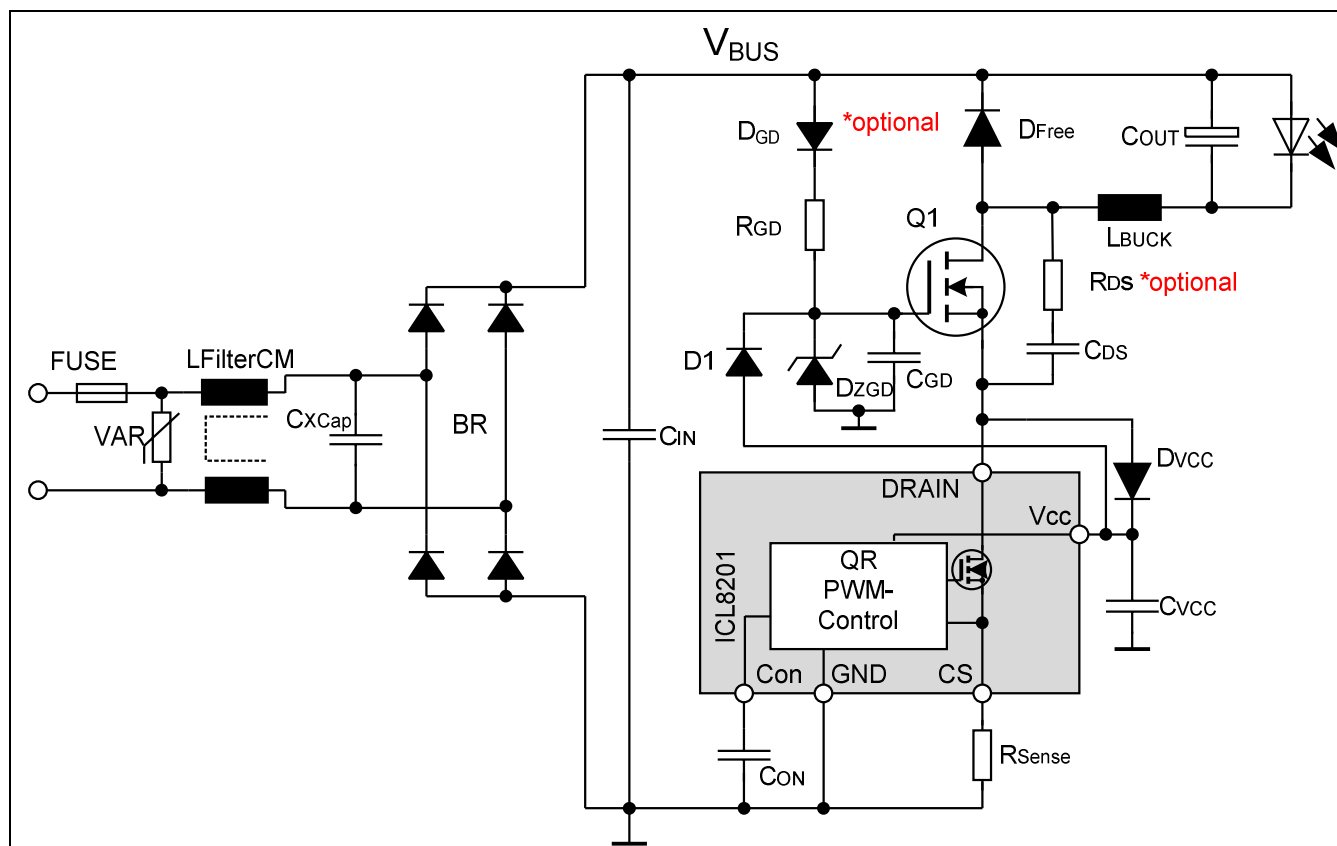 VBUS
DGD
*optional
DFree
COUT
RGD
Q1
LBUCK
RDS *optional
CDS
FUSE
LFilterCM
D1
DZGD
CGD
VAR
CXCap
BR
CIN
DVCC
DRAIN
Vcc
QR
PWM-
Control
ICL8201
CVCC
Con
GND
CS
CON
RSense